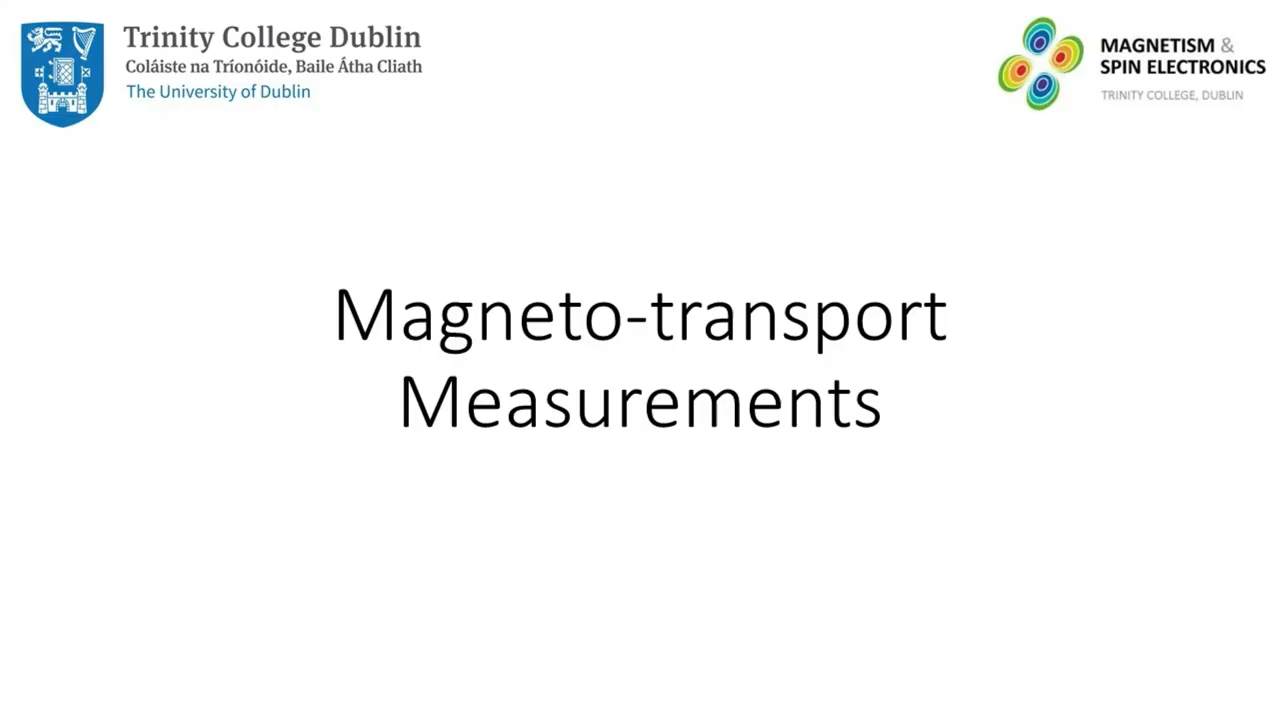 Trinity College Dublin
Coláiste na Tríonóide, Baile Átha Cliath
The University of Dublin
MAGNETISM &
SPIN ELECTRONICS
TRINITY COLLEGE, DUBLIN
Magneto-transport
Measurements